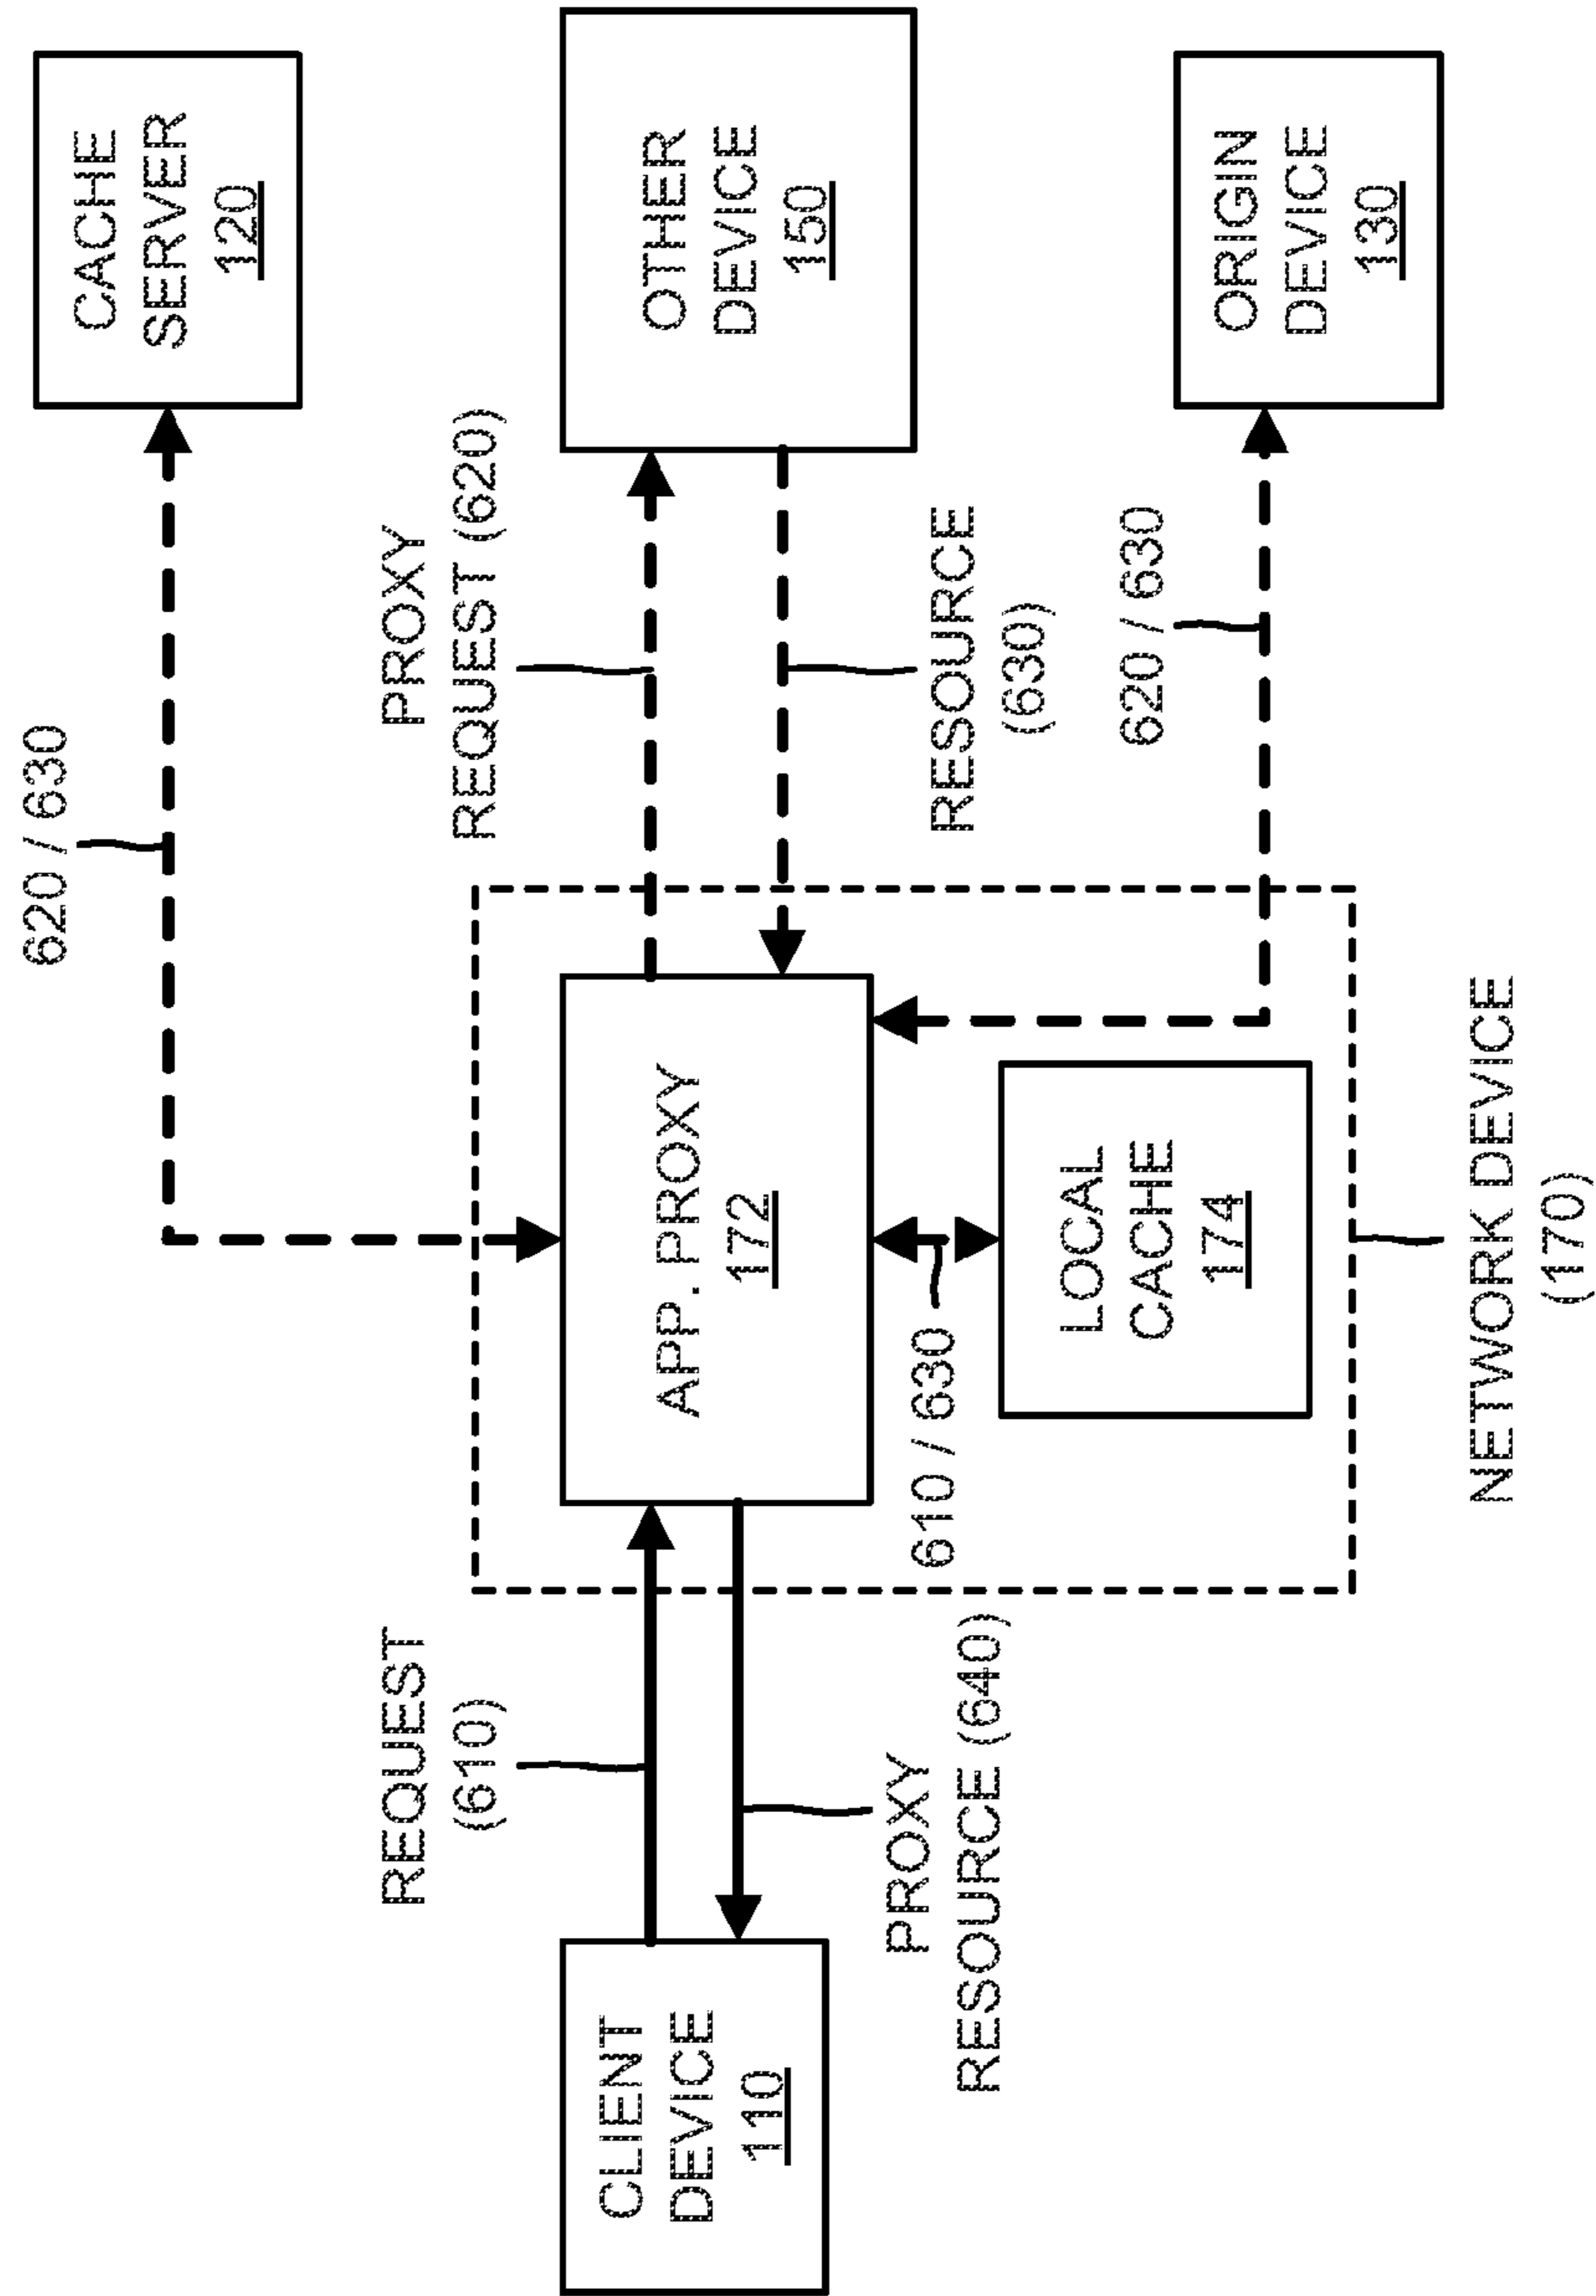 CACHE
SERVER
120
620 / 630
PROXY
REQUEST (620)
OTHER
DEVICE
150
RESOURCE
(630)
620 / 630
ORIGIN
DEVICE
130
REQUEST
(610)
APP. PROXY
172
CLIENT
DEVICE
110
PROXY
RESOURCE (640)
610 / 630
LOCAL
CACHE
174
NETWORK DEVICE
(170)